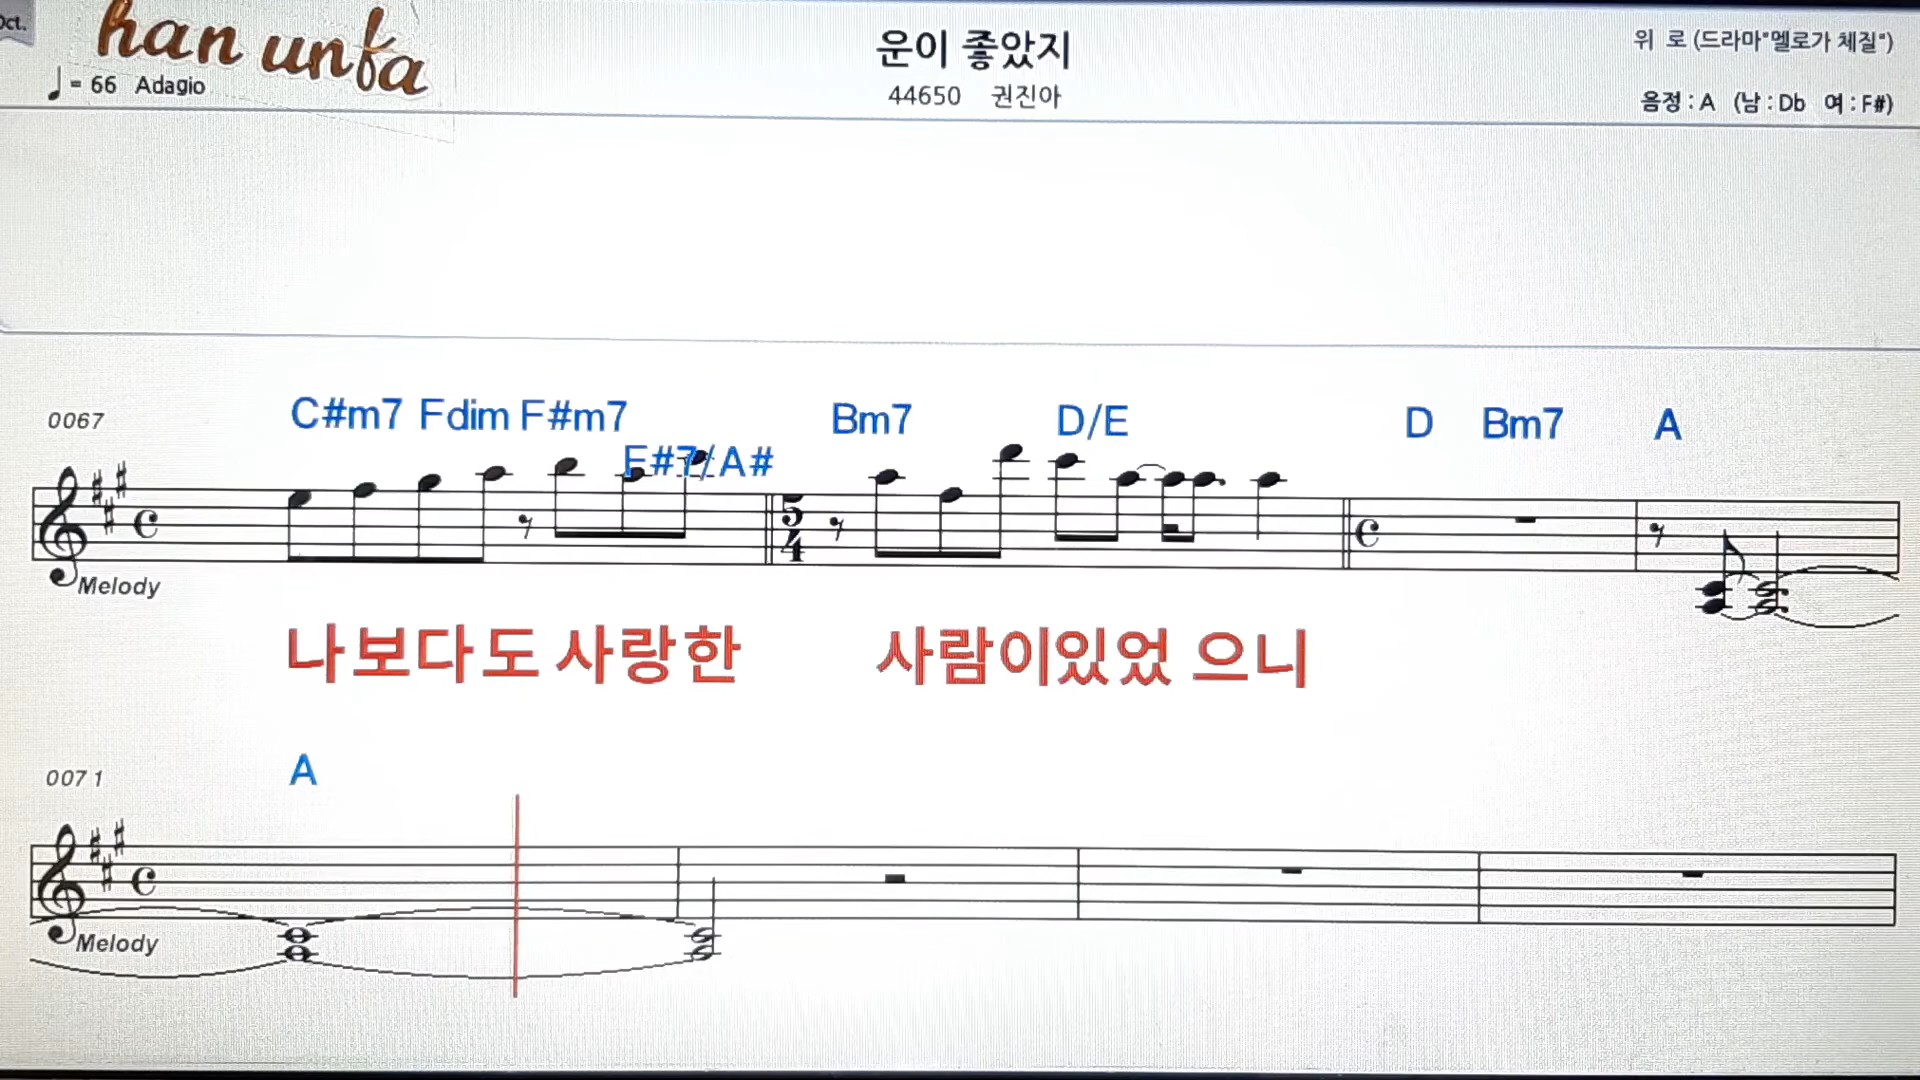 Oct.
han unfa
= 66 Adagio
운이 좋았지
44650 권진아
위 로 (드라마"멜로가 체질")
음정 : A (남 : Db 여 : F#)
0067
C#m7 Fdim F#m7 F#7/A# Bm7 D/E D Bm7 A
5
4
Melody
나보다도 사랑한 사람이있었 으니
0071
A
Melody